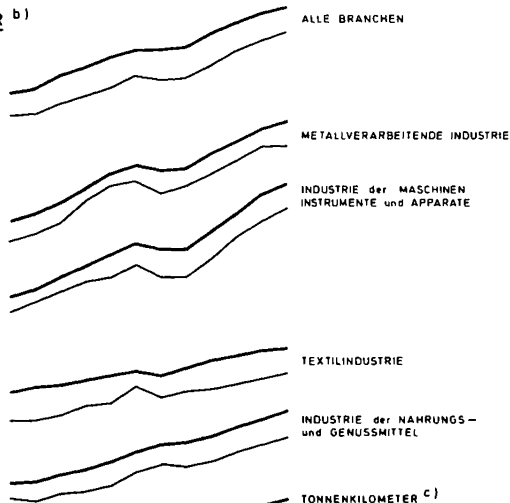 b)
ALLE BRANCHEN
METALLVERARBEITENDE INDUSTRIE
INDUSTRIE der MASCHINEN
INSTRUMENTE und APPARATE
TEXTILINDUSTRIE
INDUSTRIE der NAHRUNGS-
und GENUSSMITTEL
TONNENKILOMETER c)